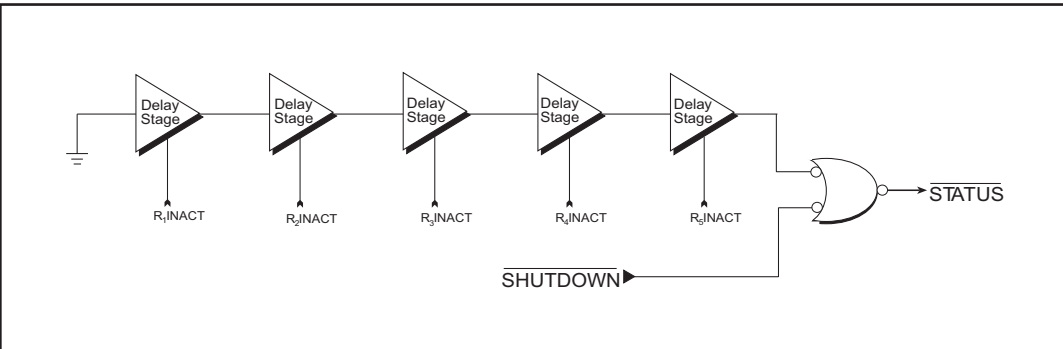 Delay
Stage
Delay
Stage
Delay
Stage
Delay
Stage
Delay
Stage
R₁INACT
R₂INACT
R₃INACT
R₄INACT
R₅INACT
STATUS
SHUTDOWN